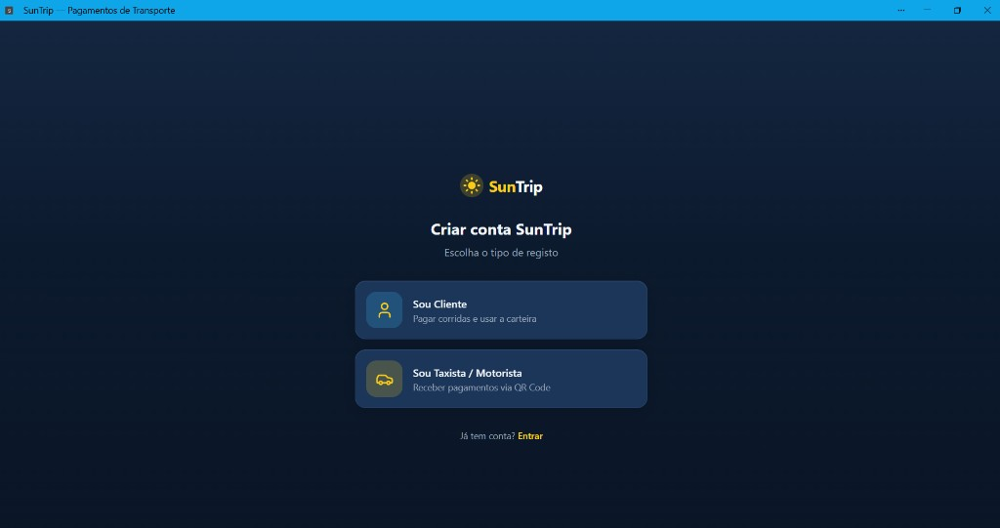 SunTrip — Pagamentos de Transporte
SunTrip
Criar conta SunTrip
Escolha o tipo de registo
Sou Cliente
Pagar corridas e usar a carteira
Sou Taxista / Motorista
Receber pagamentos via QR Code
Já tem conta? Entrar